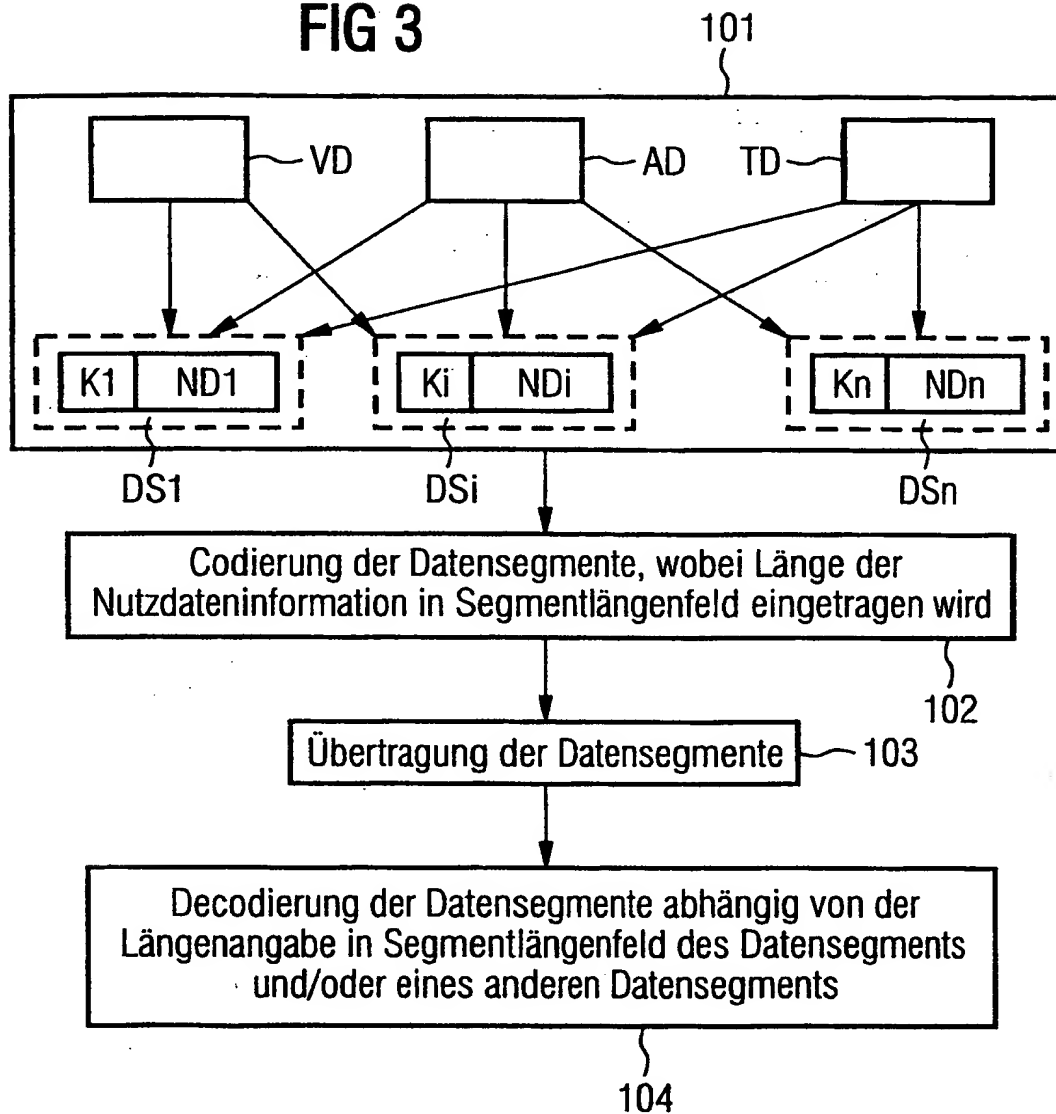 FIG 3
101
VD
AD
TD
K1 ND1
Ki NDi
Kn NDn
DS1
DSi
DSn
Codierung der Datensegmente, wobei Länge der
Nutzdateninformation in Segmentlängenfeld eingetragen wird
102
Übertragung der Datensegmente
103
Decodierung der Datensegmente abhängig von der
Längenangabe in Segmentlängenfeld des Datensegments
und/oder eines anderen Datensegments
104